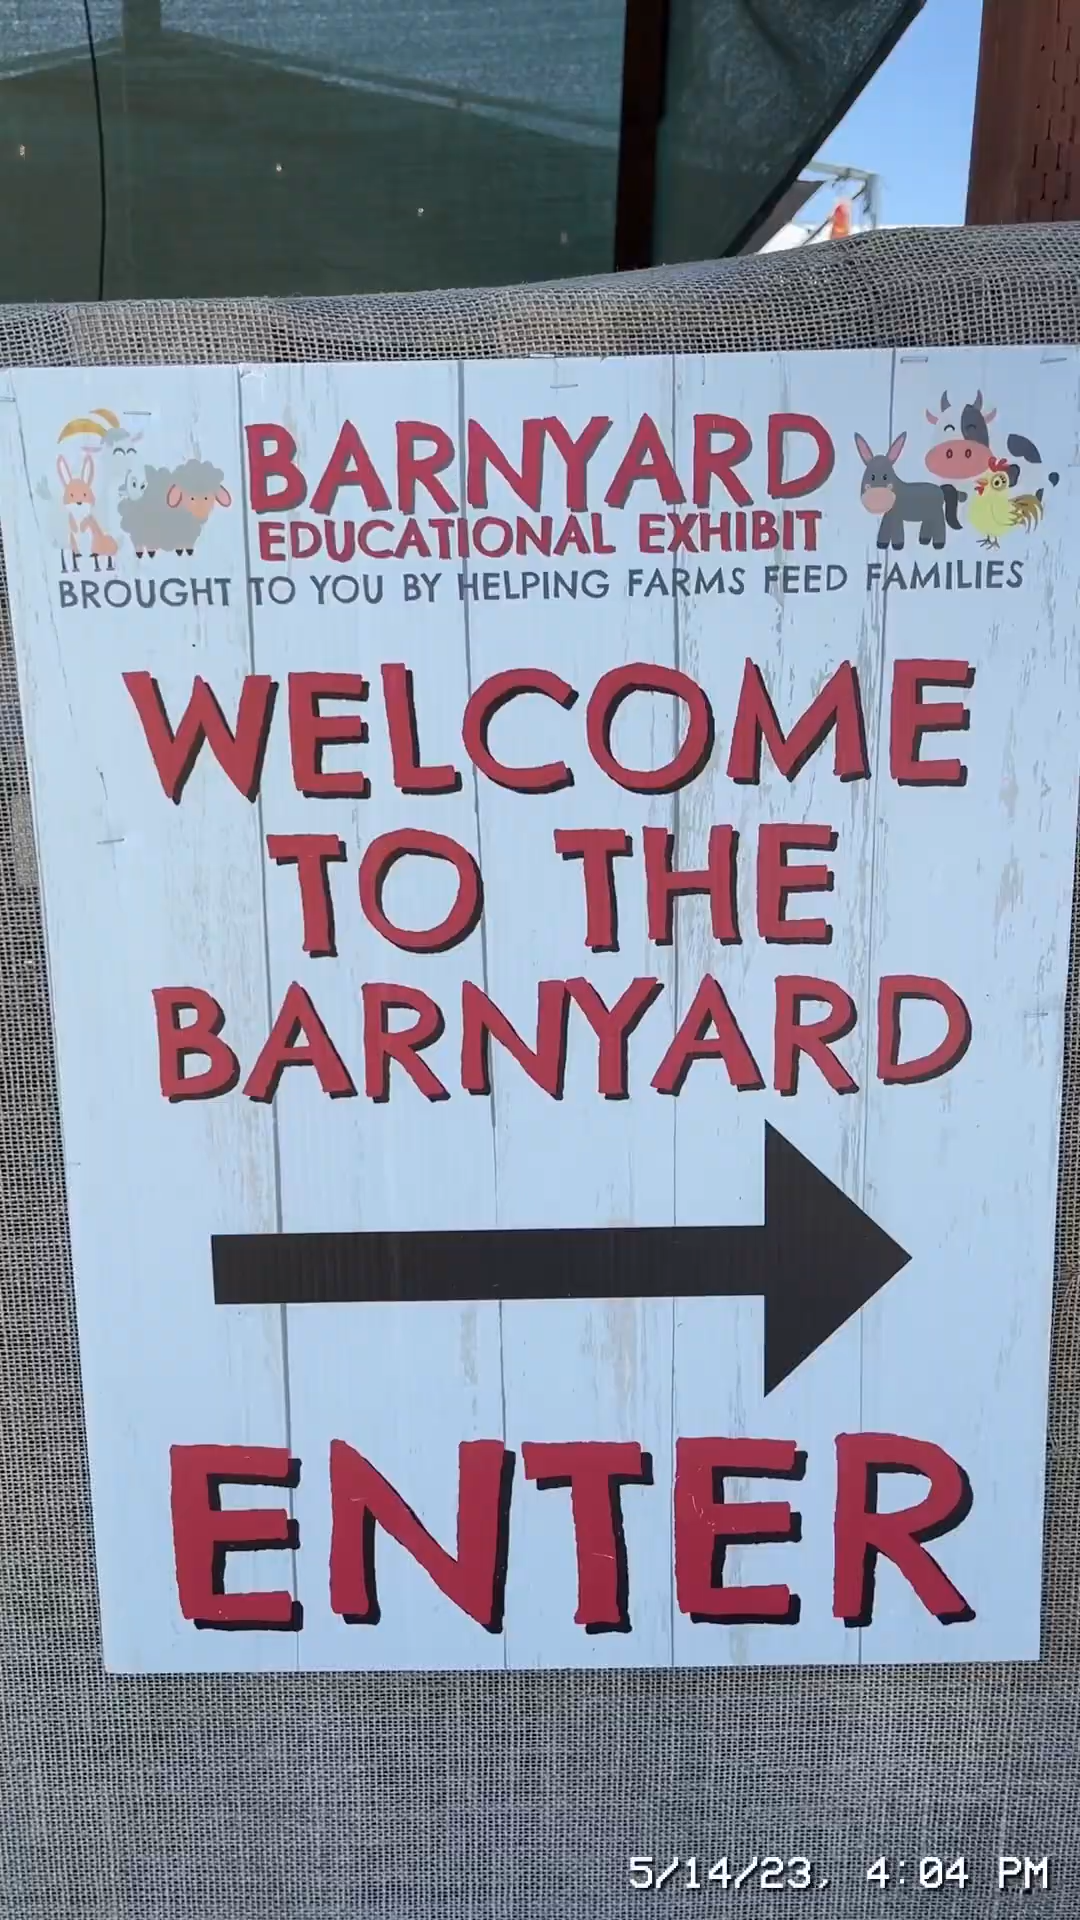 BARNYARD
EDUCATIONAL EXHIBIT
BROUGHT TO YOU BY HELPING FARMS FEED FAMILIES
WELCOME
TO THE
BARNYARD
ENTER
5/14/23, 4:04 PM